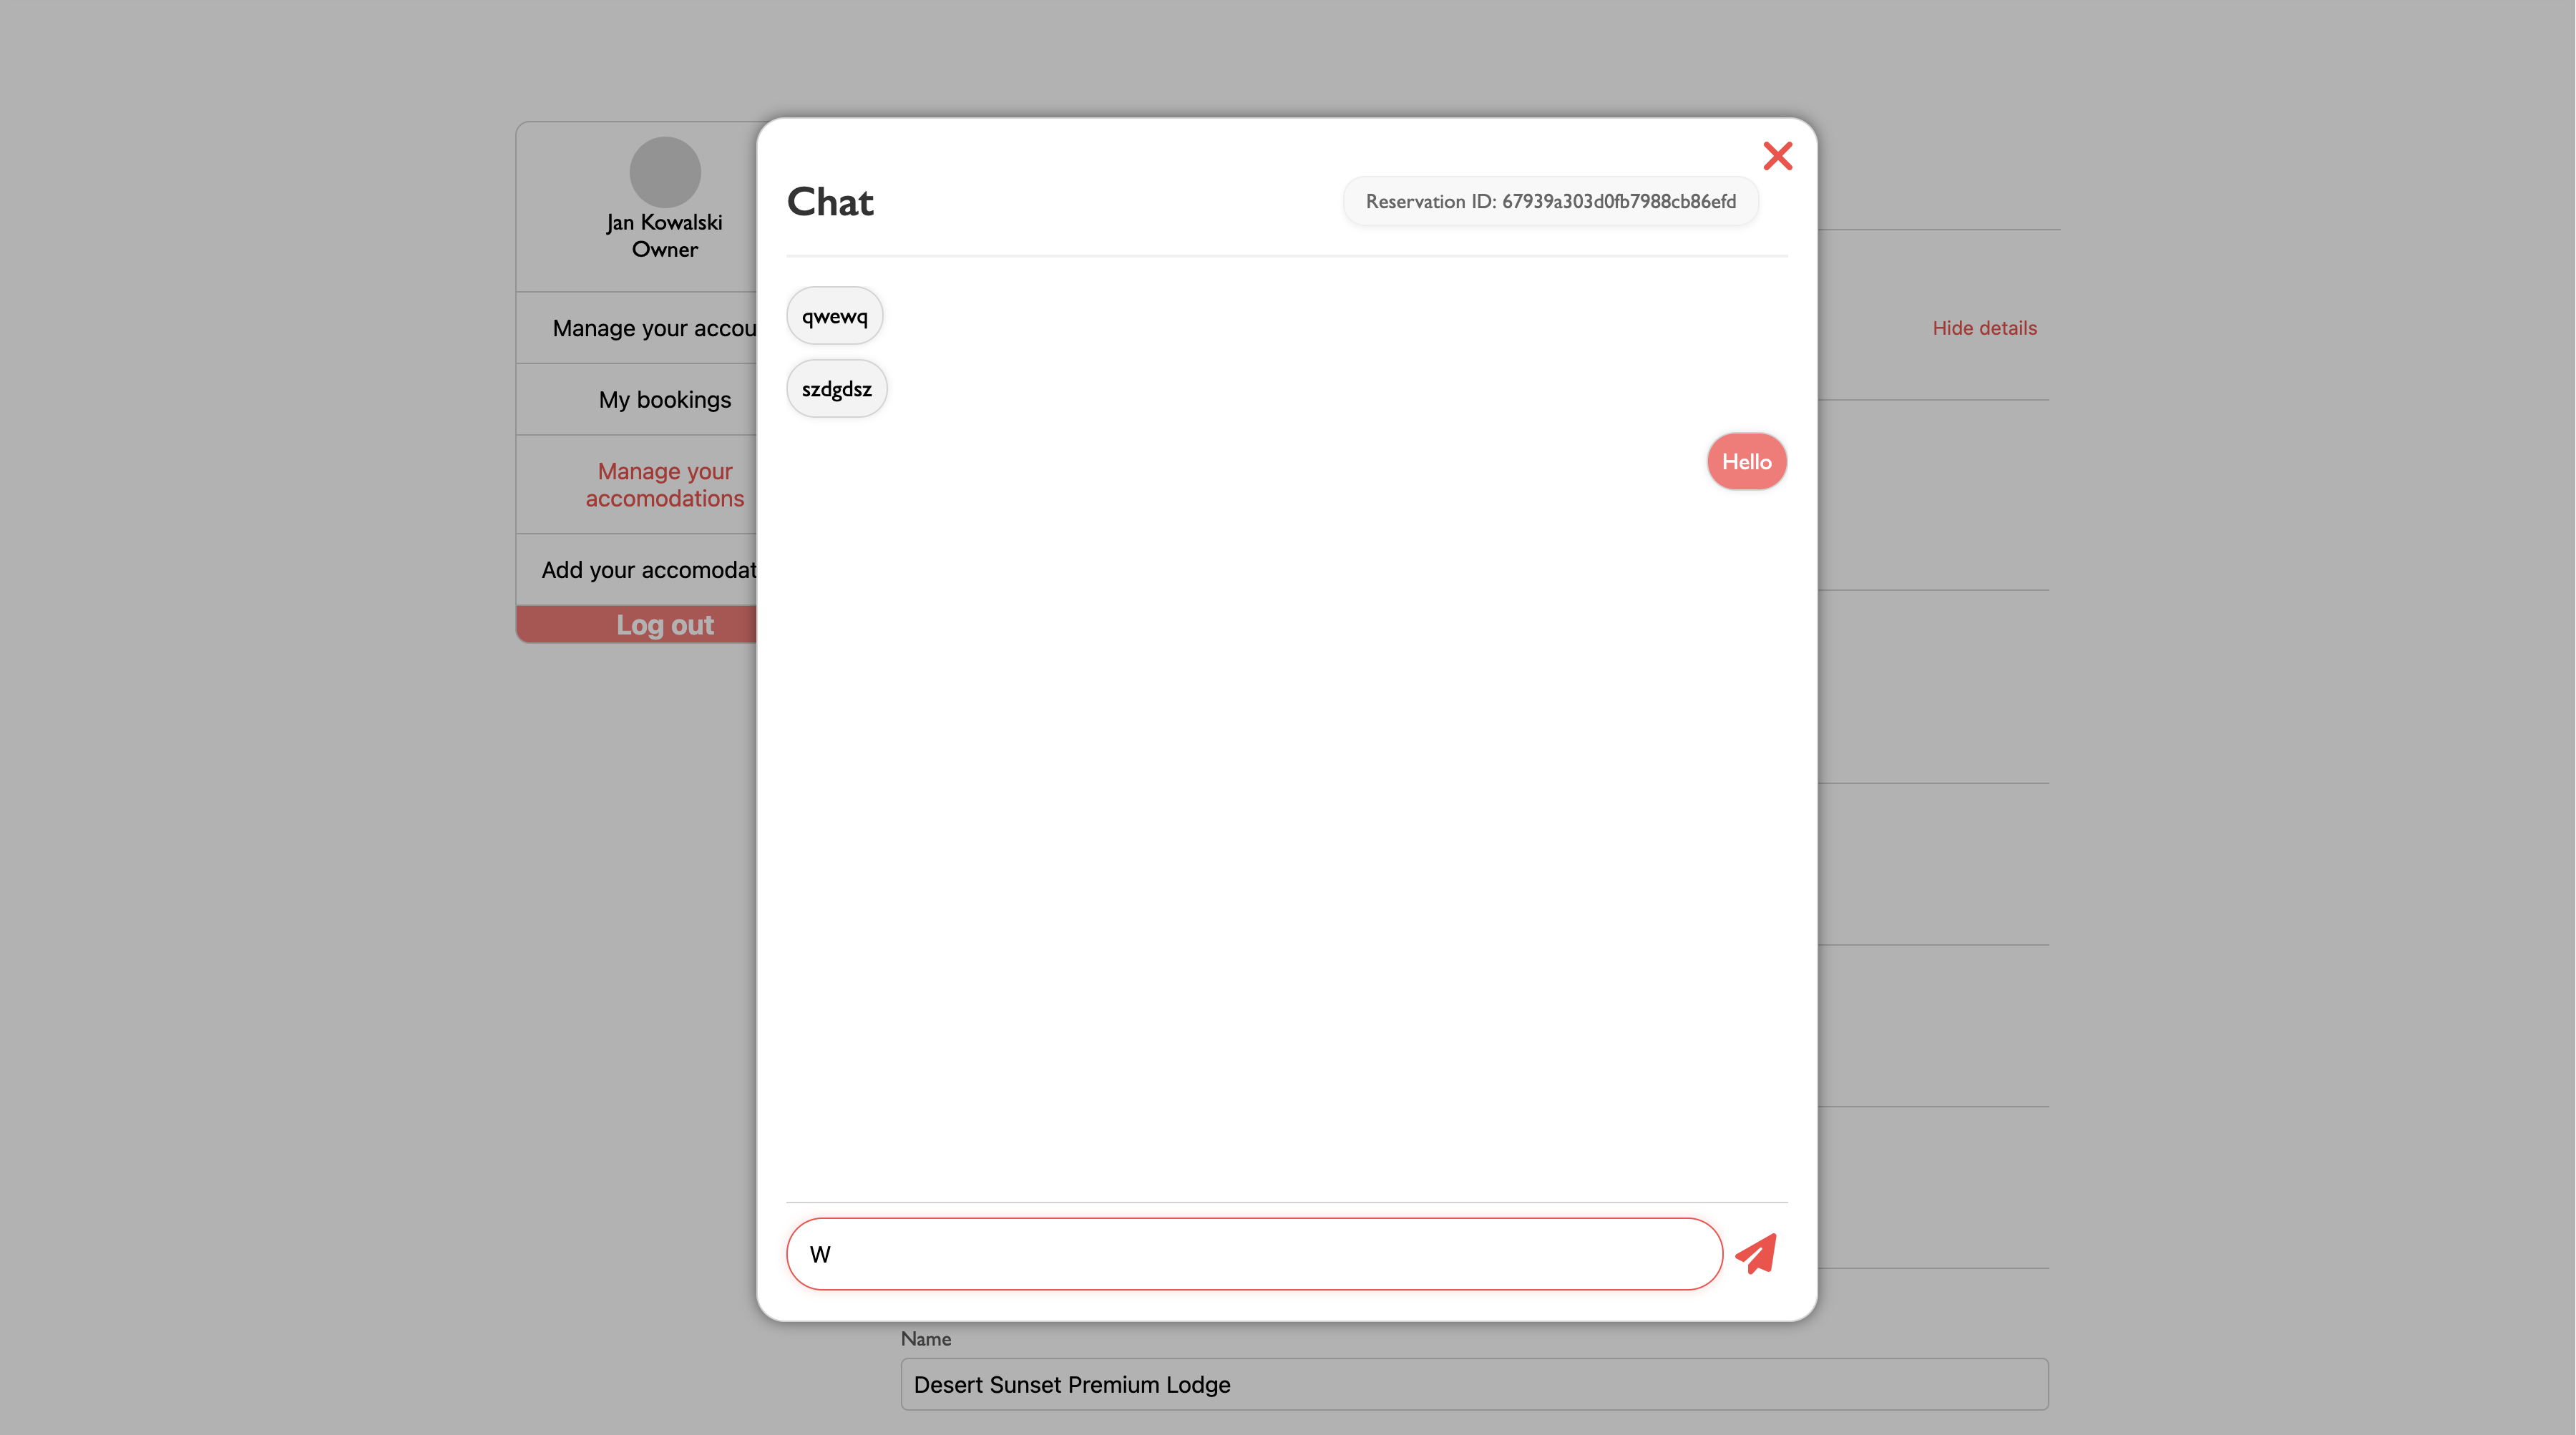 Jan Kowalski
Owner
Manage your accou
My bookings
Manage your
accomodations
Add your accomodat
Log out
Chat
Reservation ID: 67939a303d0fb7988cb86efd
qwewq
szdgdsz
Hello
W
Hide details
Name
Desert Sunset Premium Lodge